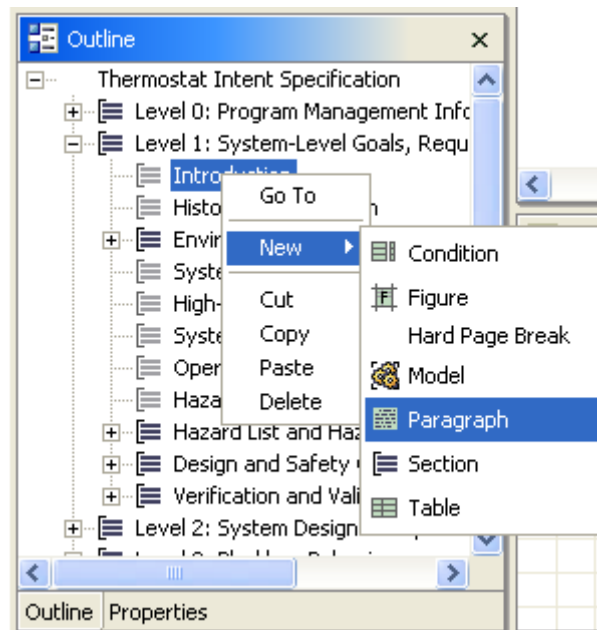 Outline
Thermostat Intent Specification
Level 0: Program Management Info
Level 1: System-Level Goals, Requ
Introduction
Go To
Histo
New
Condition
Envir
Syste
Figure
High-
Cut
Hard Page Break
Syste
Copy
Model
Oper
Paste
Haza
Delete
Paragraph
Hazard List and Haz
Design and Safety
Section
Verification and Vali
Table
Level 2: System Design
Outline Properties